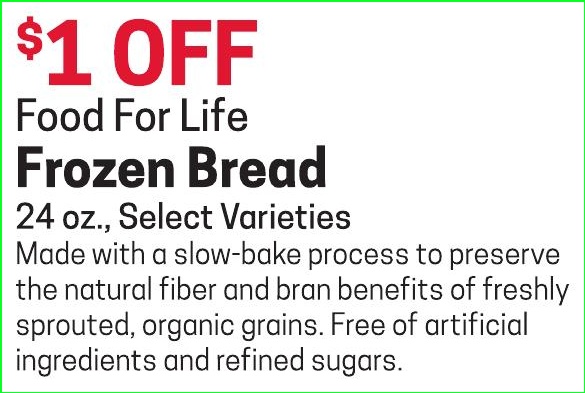 $1 OFF
Food For Life
Frozen Bread
24 oz., Select Varieties
Made with a slow-bake process to preserve
the natural fiber and bran benefits of freshly
sprouted, organic grains. Free of artificial
ingredients and refined sugars.